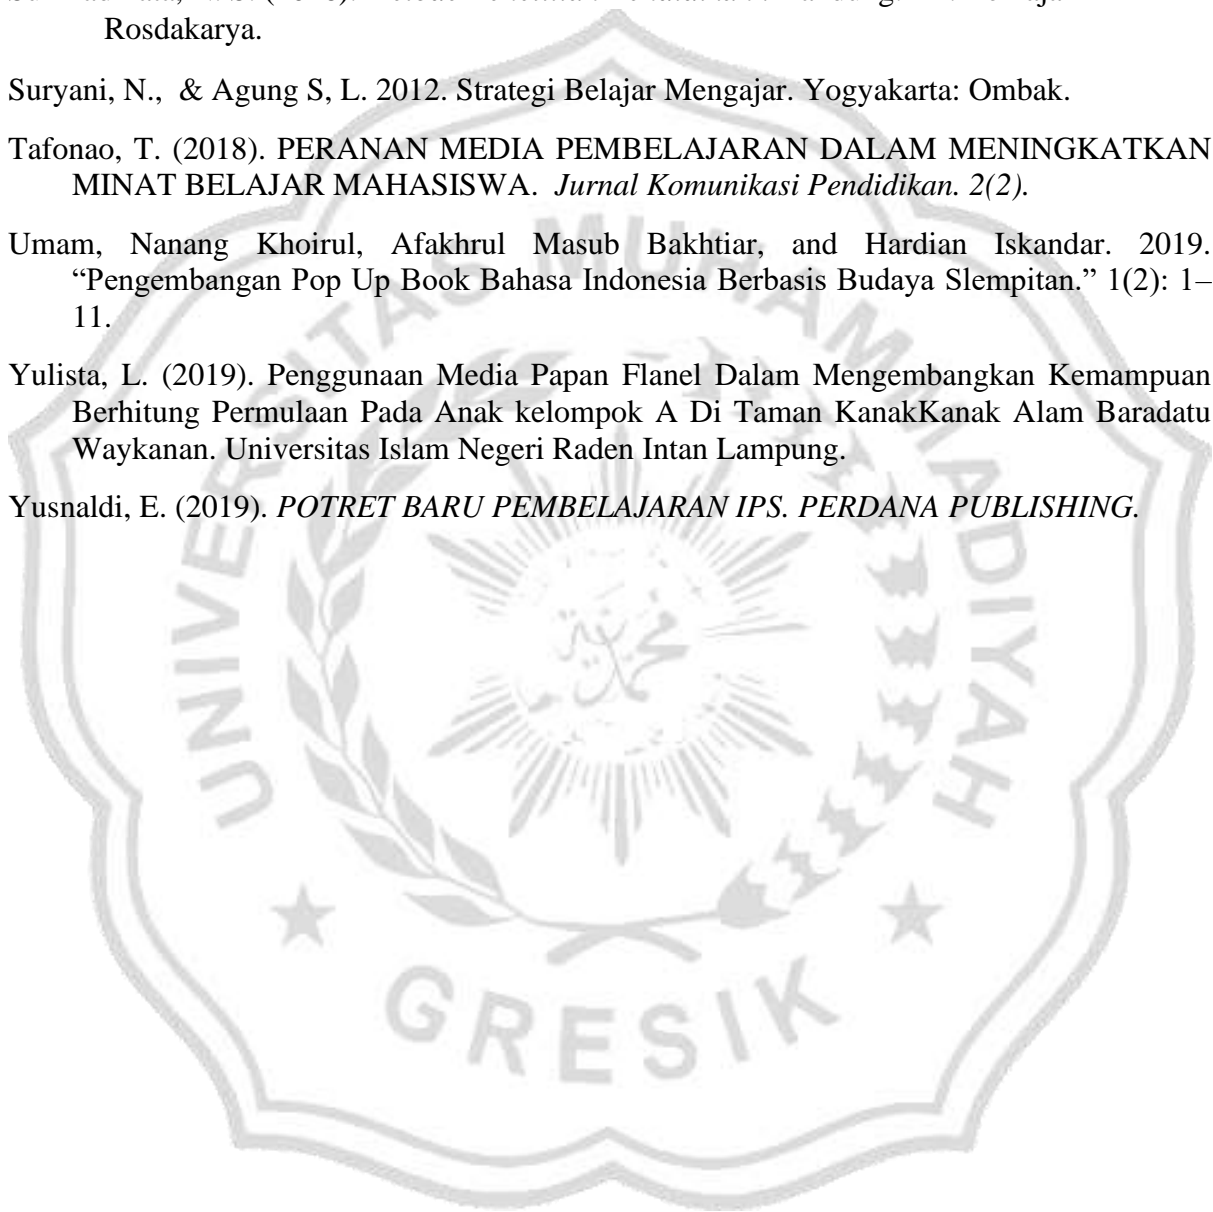 Rosdakarya.
Suryani, N., & Agung S, L. 2012. Strategi Belajar Mengajar. Yogyakarta: Ombak.
Tafonao, T. (2018). PERANAN MEDIA PEMBELAJARAN DALAM MENINGKATKAN
MINAT BELAJAR MAHASISWA. Jurnal Komunikasi Pendidikan. 2(2).
Umam, Nanang Khoirul, Afakhrul Masub Bakhtiar, and Hardian Iskandar. 2019.
“Pengembangan Pop Up Book Bahasa Indonesia Berbasis Budaya Slempitan.” 1(2): 1–
11.
Yulista, L. (2019). Penggunaan Media Papan Flanel Dalam Mengembangkan Kemampuan
Berhitung Permulaan Pada Anak kelompok A Di Taman KanakKanak Alam Baradatu
Waykanan. Universitas Islam Negeri Raden Intan Lampung.
Yusnaldi, E. (2019). POTRET BARU PEMBELAJARAN IPS. PERDANA PUBLISHING.
UNIVERSITAS MUHAMMADIYAH
GRESIK